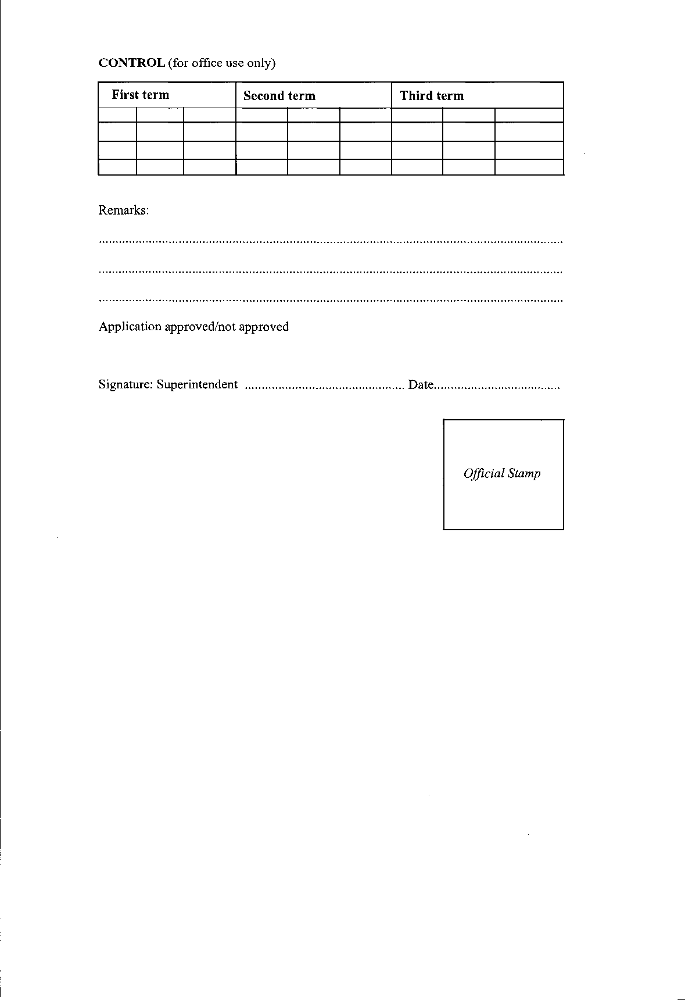 CONTROL (for office use only)
First term Second term Third term
Remarks:
........................................................................................................................................
........................................................................................................................................
........................................................................................................................................
Application approved/not approved
Signature: Superintendent ................................................ Date......................................
Official Stamp